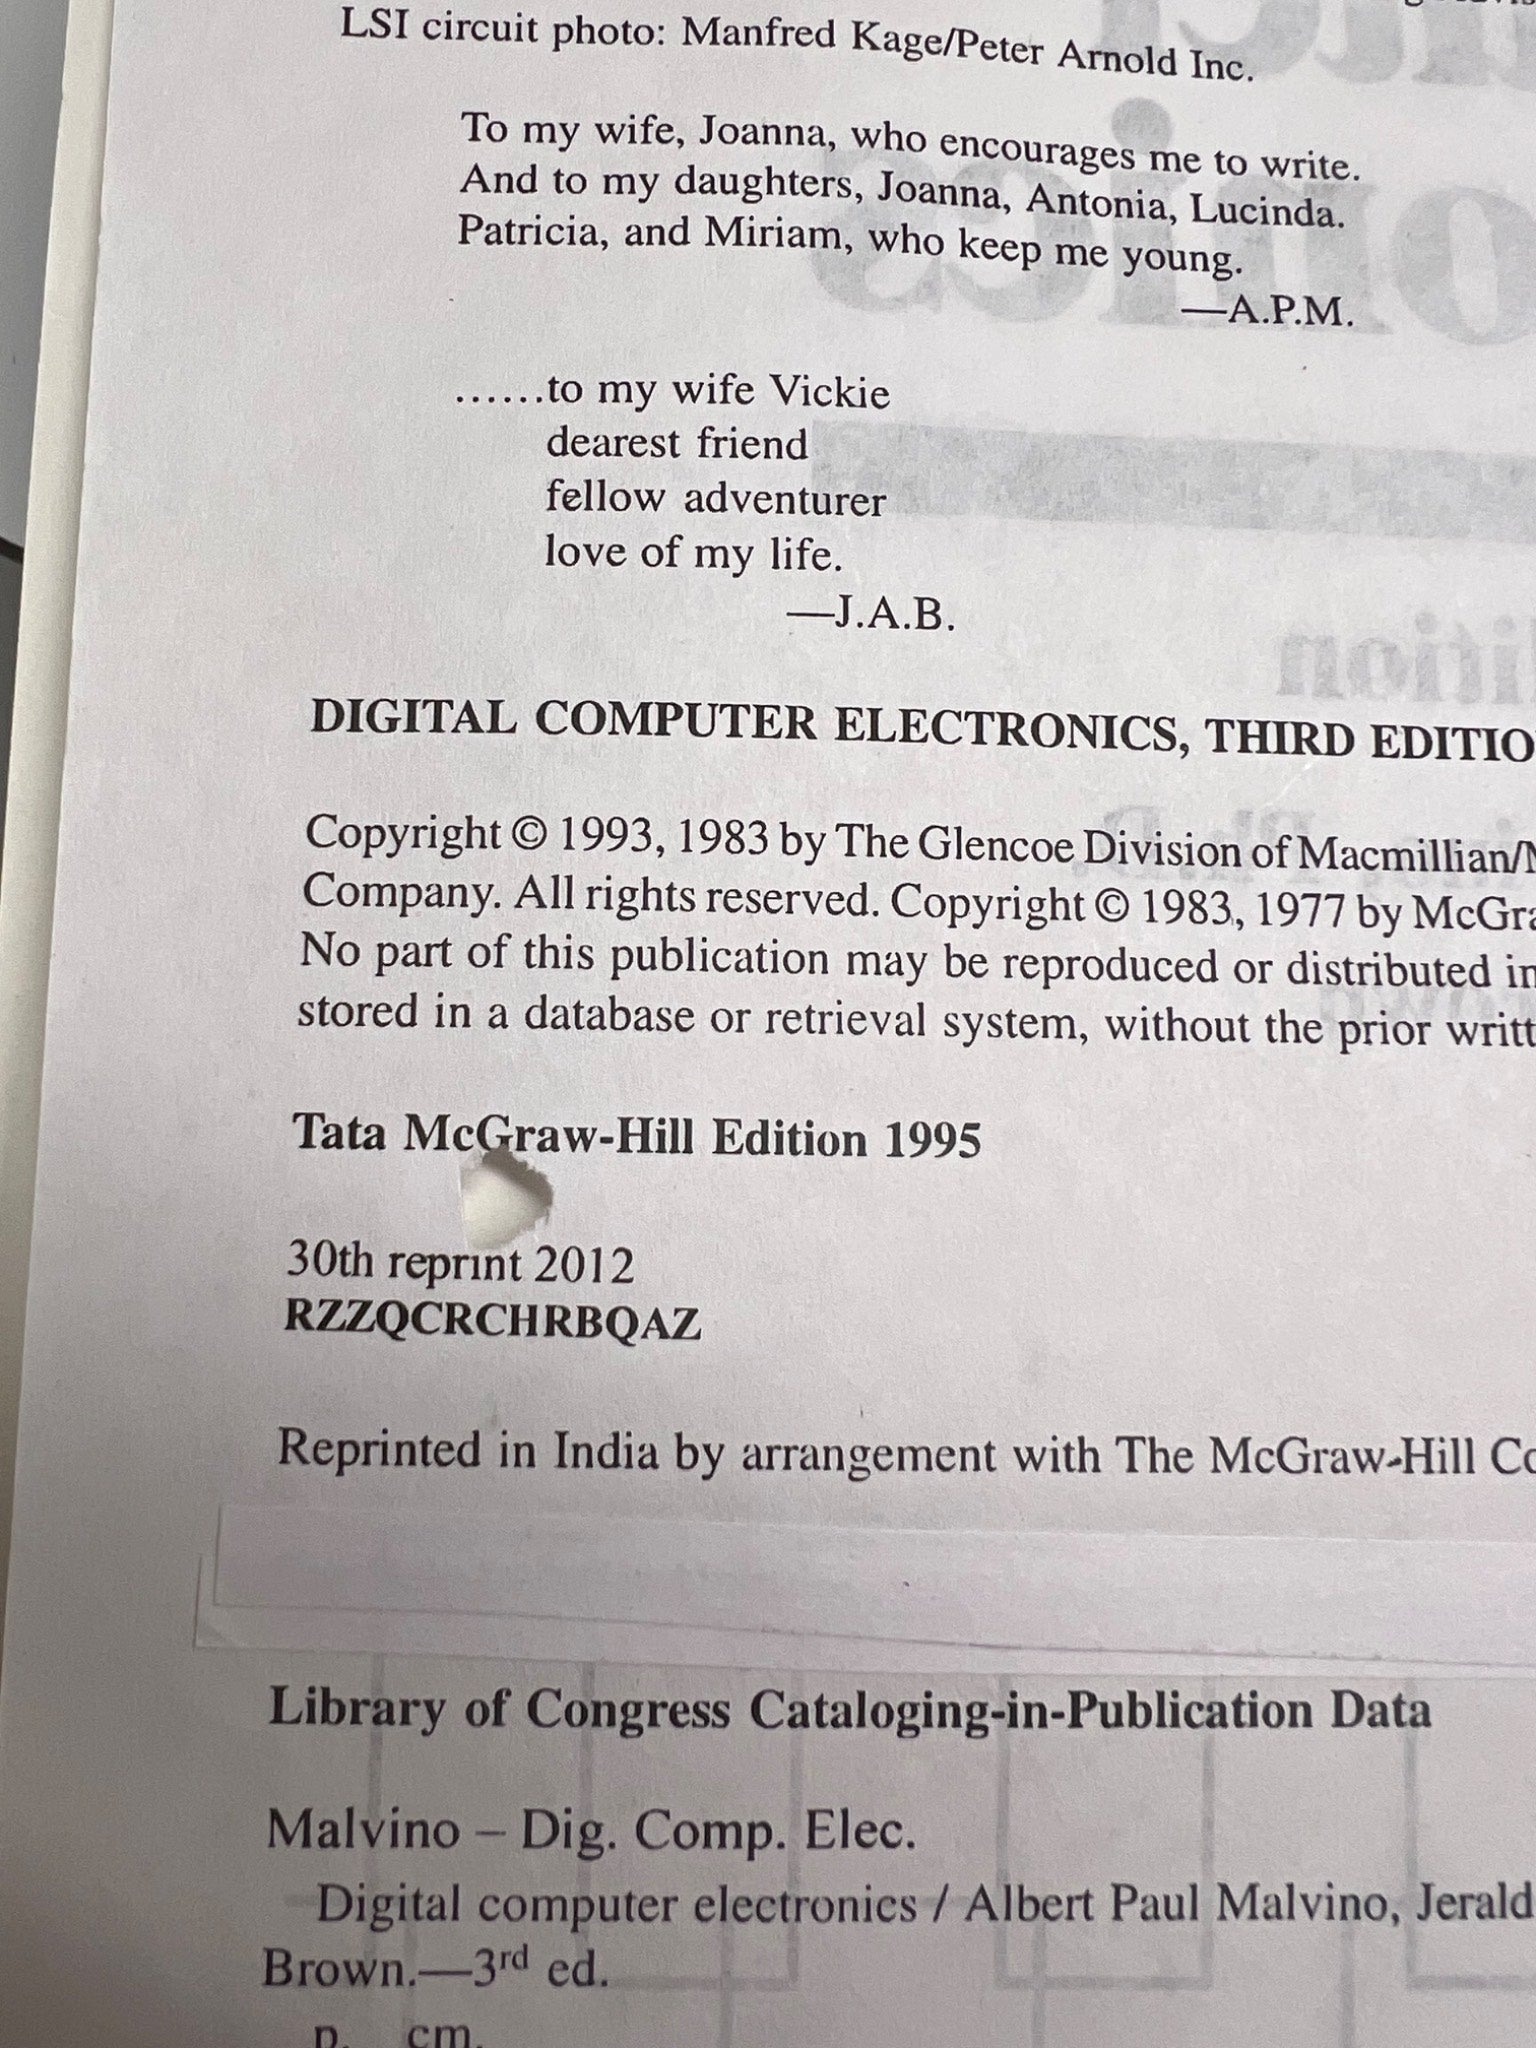 LSI circuit photo: Manfred Kage/Peter Arnold Inc.
To my wife, Joanna, who encourages me to write.
And to my daughters, Joanna, Antonia, Lucinda.
Patricia, and Miriam, who keep me young.
—A.P.M.
......to my wife Vickie
dearest friend
fellow adventurer
love of my life.
—J.A.B.
DIGITAL COMPUTER ELECTRONICS, THIRD EDITIO
Copyright © 1993, 1983 by The Glencoe Division of Macmillian/
Company. All rights reserved. Copyright © 1983, 1977 by McGra
No part of this publication may be reproduced or distributed in
stored in a database or retrieval system, without the prior writt
Tata McGraw-Hill Edition 1995
30th reprint 2012
RZZQCRCHRBQAZ
Reprinted in India by arrangement with The McGraw-Hill Co
Library of Congress Cataloging-in-Publication Data
Malvino – Dig. Comp. Elec.
Digital computer electronics / Albert Paul Malvino, Jerald
Brown.—3rd ed.
p. cm.